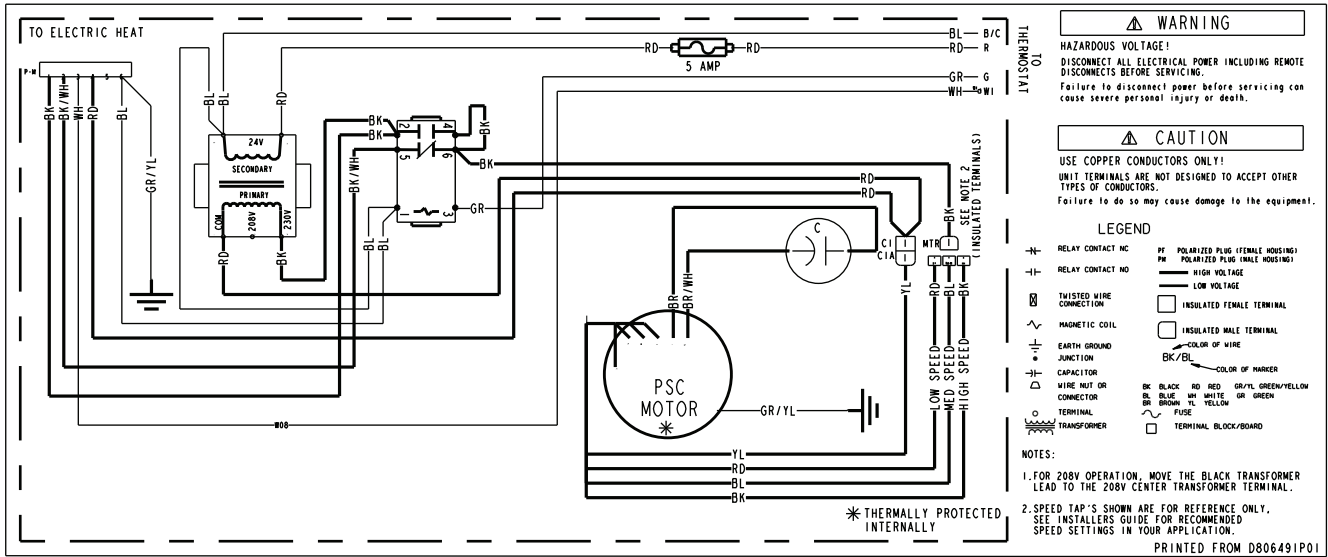 TO ELECTRIC HEAT
P-M
1 2 3 4 5 6
BK
BK/WH
WH
RD
BL
GR/YL
BL
BL
RD
24V
SECONDARY
PRIMARY
COM
208V
230V
RD
BK
BK
BK
BK/WH
BL
BL
2
4
5
6
1
3
BK
BK
GR
RD
5 AMP
RD
BL
B/C
RD
R
GR
G
WH
W1
TO
THERMOSTAT
RD
RD
BK
SEE NOTE 2
(INSULATED TERMINALS)
C
C1
C1A
MTR
YL
RD
BL
BK
LOW SPEED
MED SPEED
HIGH SPEED
BR
BR/WH
PSC
MOTOR
GR/YL
YL
RD
BL
BK
W08
THERMALLY PROTECTED
INTERNALLY
WARNING
HAZARDOUS VOLTAGE!
DISCONNECT ALL ELECTRICAL POWER INCLUDING REMOTE
DISCONNECTS BEFORE SERVICING.
Failure to disconnect power before servicing can
cause severe personal injury or death.
CAUTION
USE COPPER CONDUCTORS ONLY!
UNIT TERMINALS ARE NOT DESIGNED TO ACCEPT OTHER
TYPES OF CONDUCTORS.
Failure to do so may cause damage to the equipment.
LEGEND
RELAY CONTACT NC
RELAY CONTACT NO
TWISTED WIRE
CONNECTION
MAGNETIC COIL
EARTH GROUND
JUNCTION
CAPACITOR
WIRE NUT OR
CONNECTOR
TERMINAL
TRANSFORMER
PF POLARIZED PLUG (FEMALE HOUSING)
PM POLARIZED PLUG (MALE HOUSING)
HIGH VOLTAGE
LOW VOLTAGE
INSULATED FEMALE TERMINAL
INSULATED MALE TERMINAL
COLOR OF WIRE
BK/BL
COLOR OF MARKER
BK BLACK RD RED GR/YL GREEN/YELLOW
BL BLUE WH WHITE GR GREEN
BR BROWN YL YELLOW
FUSE
TERMINAL BLOCK/BOARD
NOTES:
1.FOR 208V OPERATION, MOVE THE BLACK TRANSFORMER
LEAD TO THE 208V CENTER TRANSFORMER TERMINAL.
2.SPEED TAP'S SHOWN ARE FOR REFERENCE ONLY,
SEE INSTALLERS GUIDE FOR RECOMMENDED
SPEED SETTINGS IN YOUR APPLICATION.
PRINTED FROM D806491P01